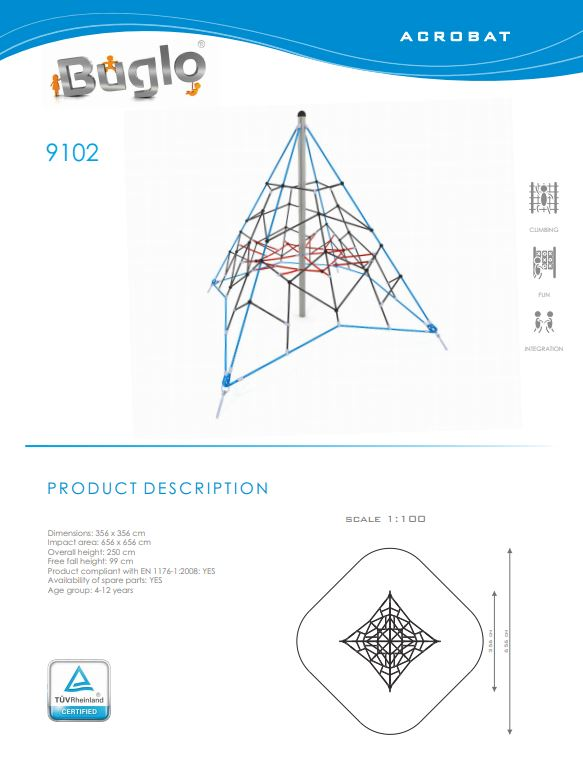 ACROBAT
Buglo®
9102
CLIMBING
FUN
INTEGRATION
PRODUCT DESCRIPTION
SCALE 1:100
Dimensions: 356 x 356 cm
Impact area: 656 x 656 cm
Overall height: 250 cm
Free fall height: 99 cm
Product compliant with EN 1176-1:2008: YES
Availability of spare parts: YES
Age group: 4-12 years
356 cm
656 cm
TÜVRheinland
CERTIFIED